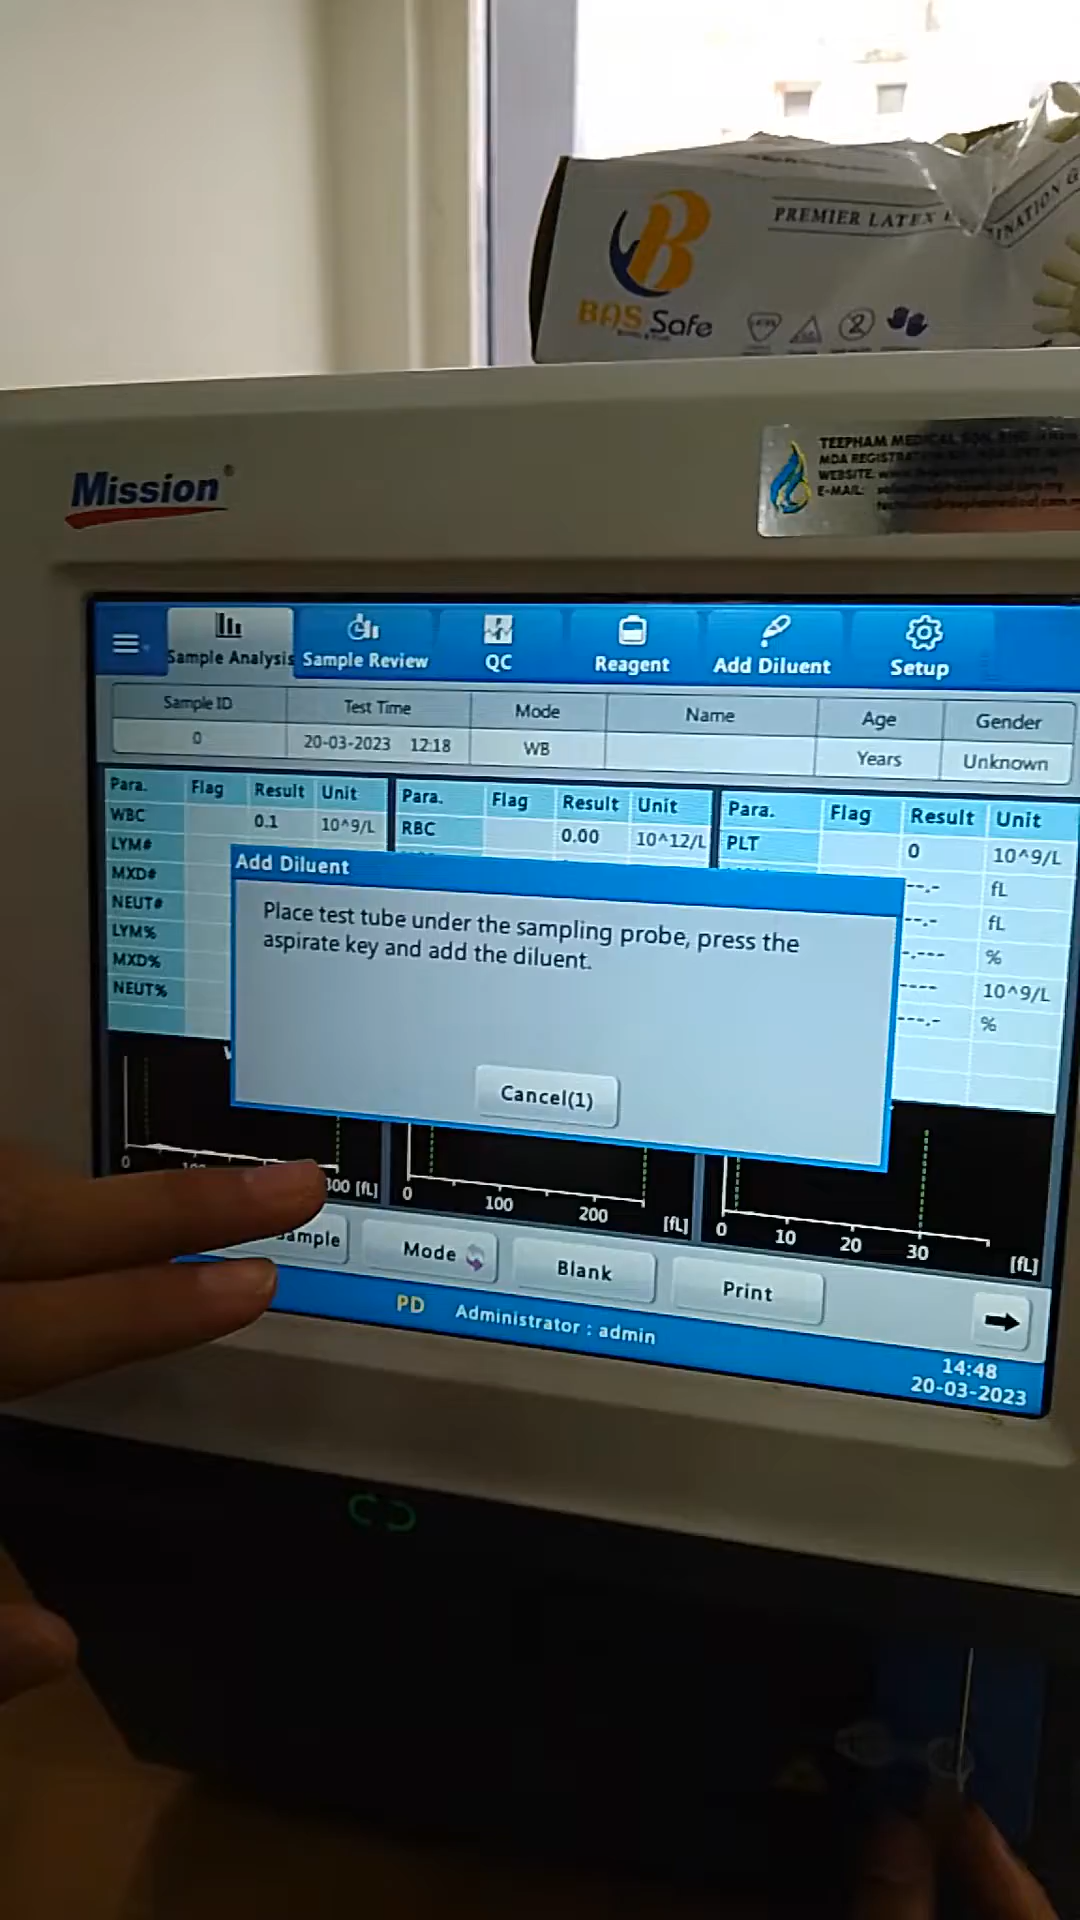 PREMIER LATEX
INATION G
B
BAS Safe
Mission®
TEEPHAM MEDICAL SDN. BHD.
MDA REGISTRAT
WEBSITE: www.
E-MAIL:
Sample Analysis
Sample Review
QC
Reagent
Add Diluent
Setup
Sample ID Test Time Mode Name Age Gender
0 20-03-2023 12:18 WB Years Unknown
Para. Flag Result Unit Para. Flag Result Unit Para. Flag Result Unit
WBC 0.1 10^9/L RBC 0.00 10^12/L PLT 0 10^9/L
LYM# --.- fL
MXD# --.- fL
NEUT# -.--- %
LYM% ---- 10^9/L
MXD% ---.- %
NEUT%
Add Diluent
Place test tube under the sampling probe, press the
aspirate key and add the diluent.
Cancel(1)
0 300 [fL]
0 100 200 [fL]
0 10 20 30 [fL]
ample Mode Blank Print
PD Administrator : admin
14:48
20-03-2023